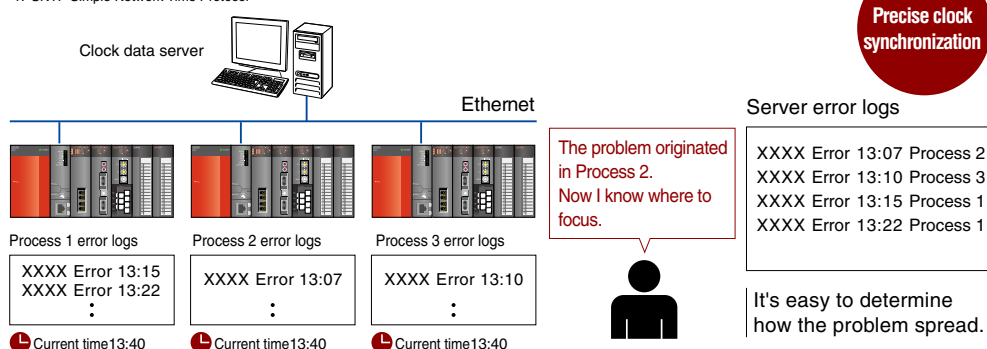 Precise clock
synchronization
Clock data server
Ethernet
Process 1 error logs
XXXX Error 13:15
XXXX Error 13:22
:
Current time13:40
Process 2 error logs
XXXX Error 13:07
:
Current time13:40
Process 3 error logs
XXXX Error 13:10
:
Current time13:40
The problem originated
in Process 2.
Now I know where to
focus.
Server error logs
XXXX Error 13:07 Process 2
XXXX Error 13:10 Process 3
XXXX Error 13:15 Process 1
XXXX Error 13:22 Process 1
It's easy to determine
how the problem spread.